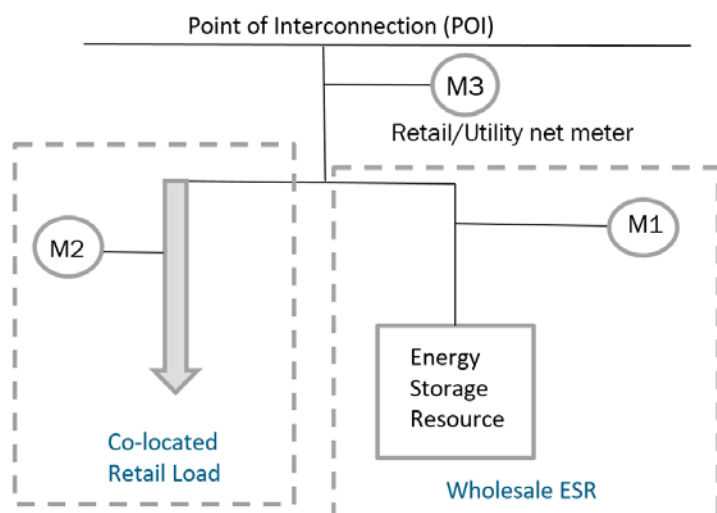 Point of Interconnection (POI)
M3
Retail/Utility net meter
M2
M1
Energy
Storage
Resource
Co-located
Retail Load
Wholesale ESR